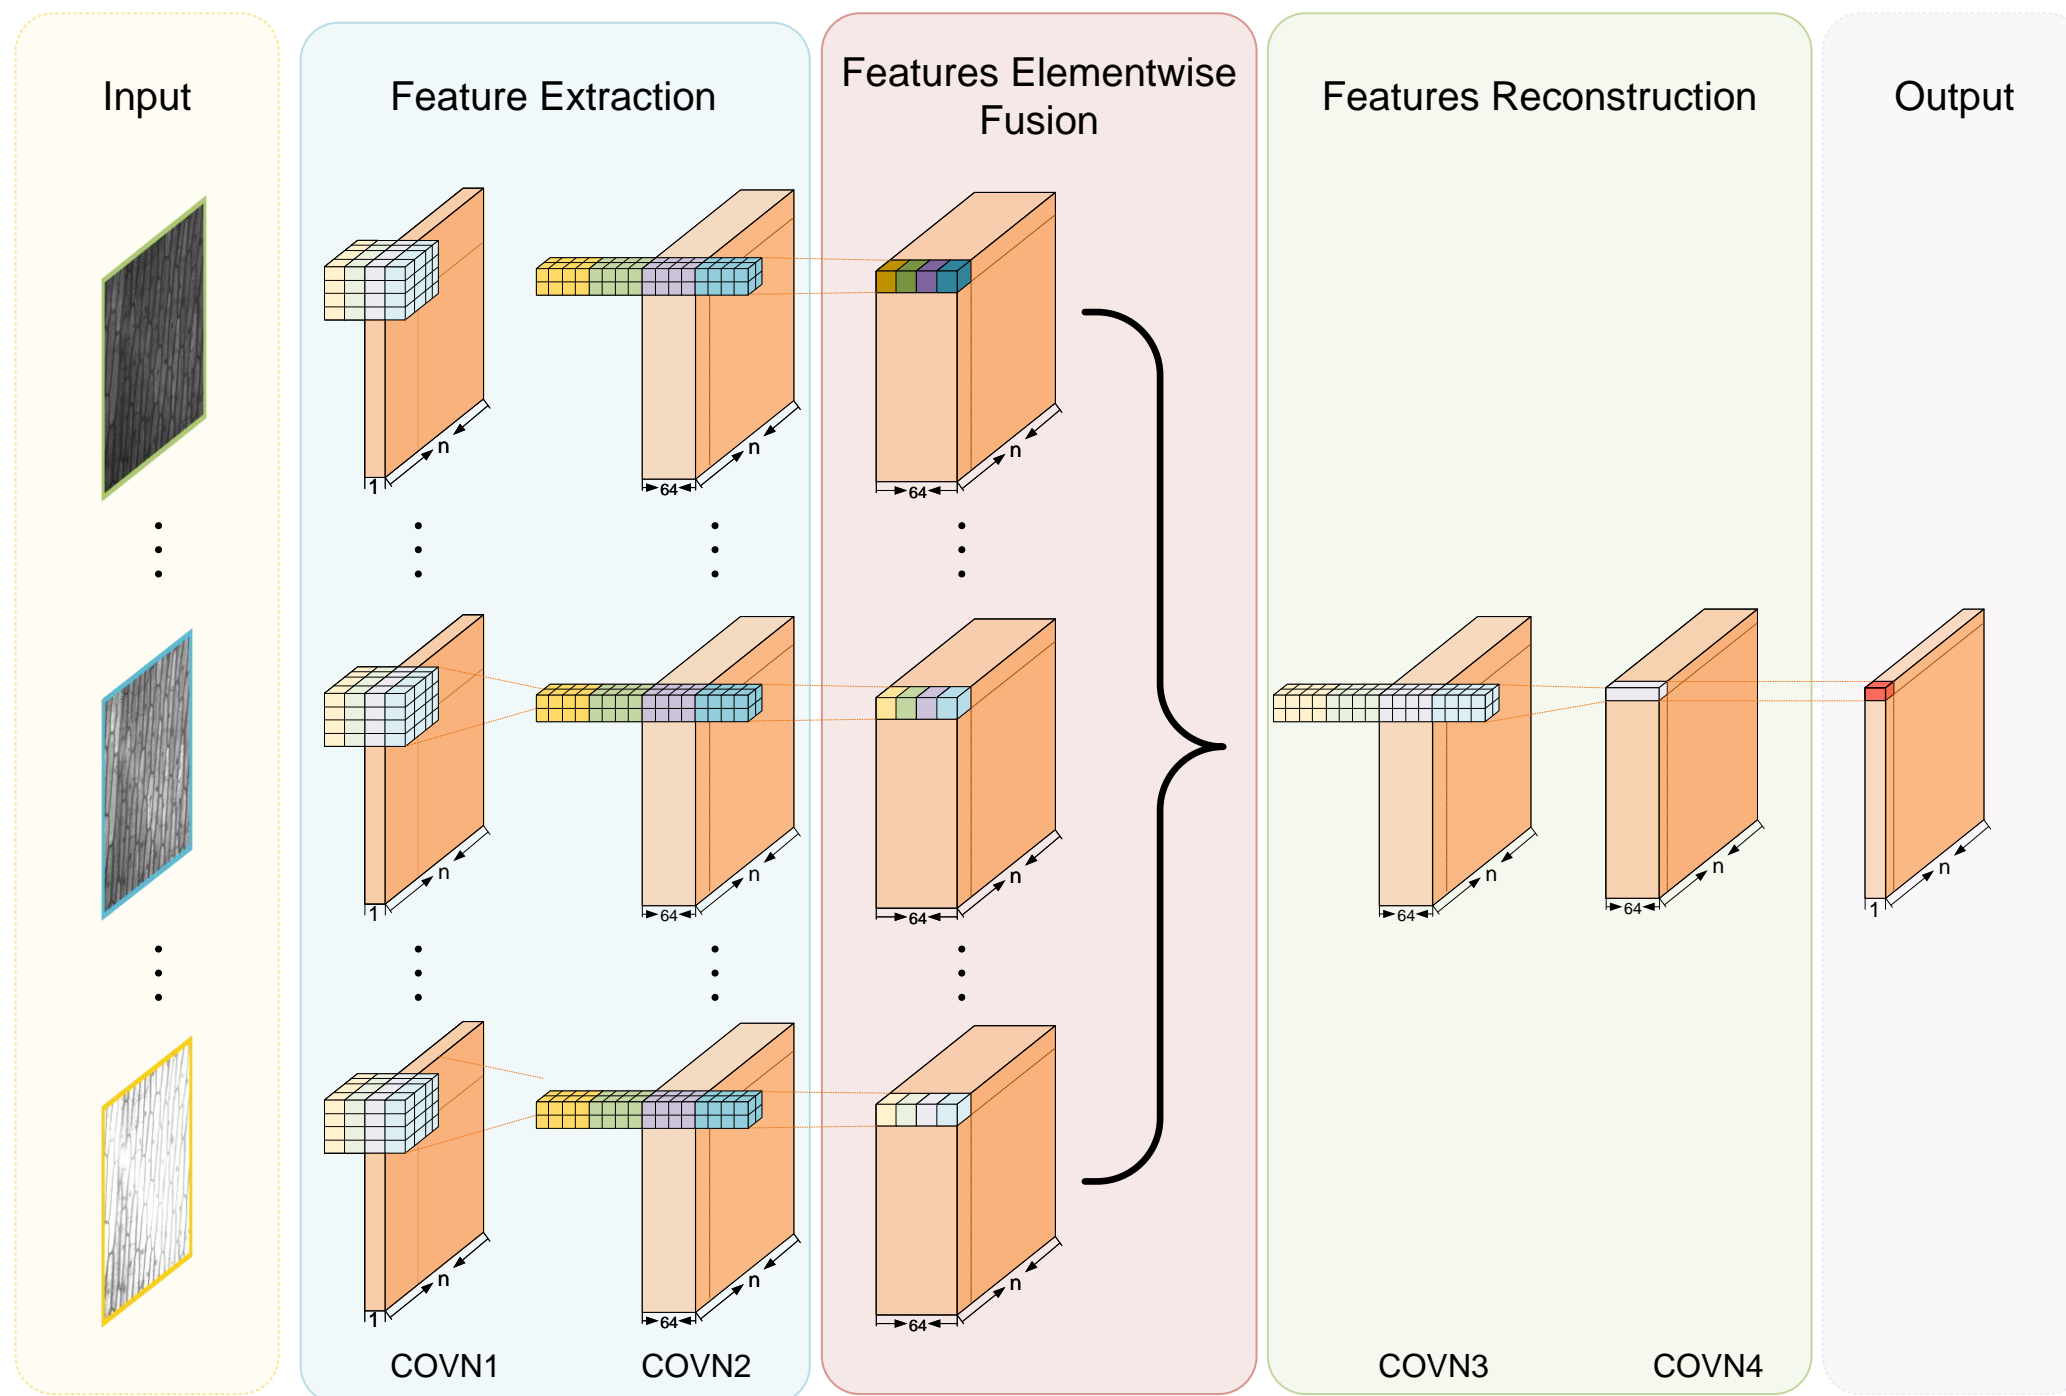 Input
Feature Extraction
Features Elementwise
Fusion
Features Reconstruction
Output
n
1
n
64
n
64
n
1
n
64
n
64
n
64
n
64
n
1
n
1
n
64
n
64
COVN1
COVN2
COVN3
COVN4